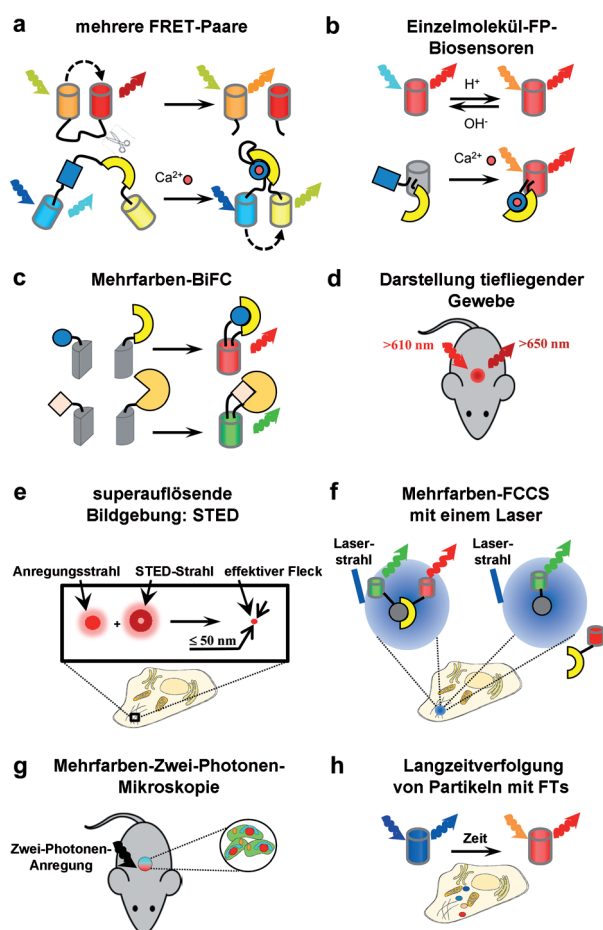 a
mehrere FRET-Paare
Ca²⁺
b
Einzelmolekül-FP-
Biosensoren
H⁺
OH⁻
Ca²⁺
c
Mehrfarben-BiFC
d
Darstellung tiefliegender
Gewebe
>610 nm
>650 nm
e
superauflösende
Bildgebung: STED
Anregungsstrahl
STED-Strahl
effektiver Fleck
+
≤ 50 nm
f
Mehrfarben-FCCS
mit einem Laser
Laser-
strahl
Laser-
strahl
g
Mehrfarben-Zwei-Photonen-
Mikroskopie
Zwei-Photonen-
Anregung
h
Langzeitverfolgung
von Partikeln mit FTs
Zeit